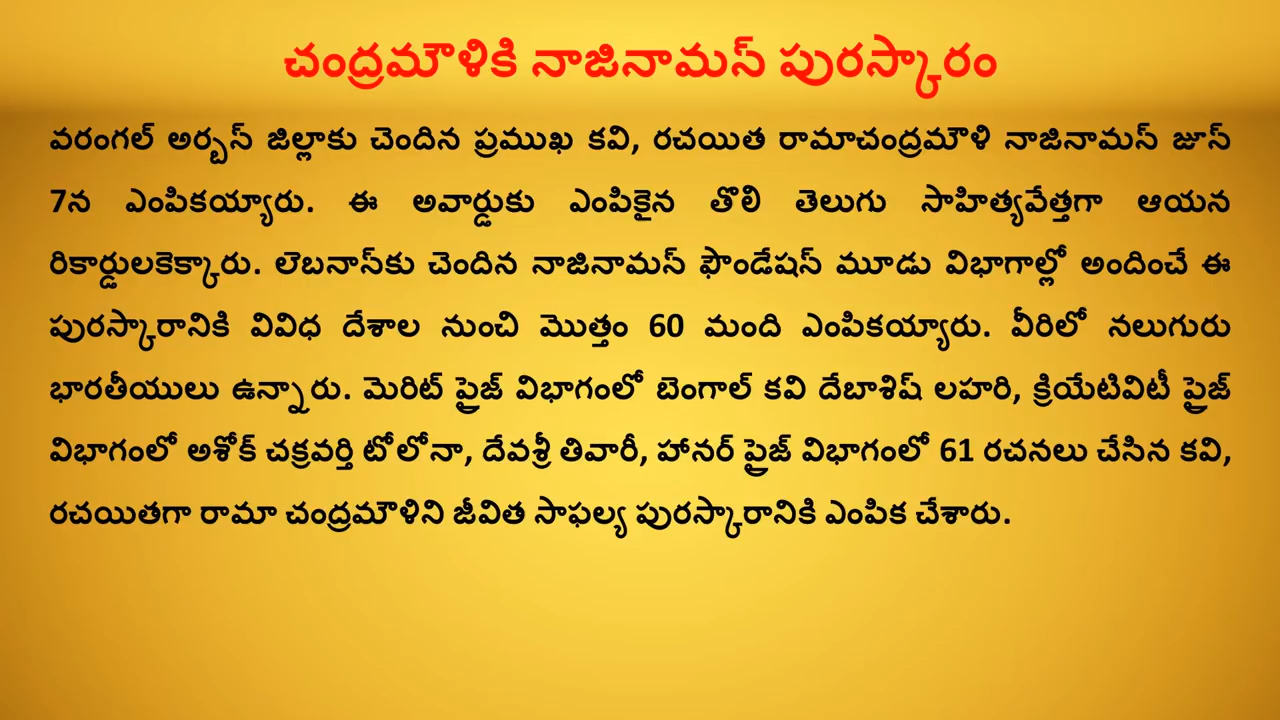 చంద్రమౌళికి నాజినామస్ పురస్కారం
వరంగల్ అర్బస్ జిల్లాకు చెందిన ప్రముఖ కవి, రచయిత రామాచంద్రమౌళి నాజినామస్ జూస్
7న ఎంపికయ్యారు. ఈ అవార్డుకు ఎంపికైన తొలి తెలుగు సాహిత్యవేత్తగా ఆయన
రికార్డులకెక్కారు. లెబనాస్‌కు చెందిన నాజినామస్ ఫౌండేషస్ మూడు విభాగాల్లో అందించే ఈ
పురస్కారానికి వివిధ దేశాల నుంచి మొత్తం 60 మంది ఎంపికయ్యారు. వీరిలో నలుగురు
భారతీయులు ఉన్నారు. మెరిట్ ప్రైజ్ విభాగంలో బెంగాల్ కవి దేబాశిష్ లహరి, క్రియేటివిటీ ప్రైజ్
విభాగంలో అశోక్ చక్రవర్తి టోలోనా, దేవశ్రీ తివారీ, హానర్ ప్రైజ్ విభాగంలో 61 రచనలు చేసిన కవి,
రచయితగా రామా చంద్రమౌళిని జీవిత సాఫల్య పురస్కారానికి ఎంపిక చేశారు.